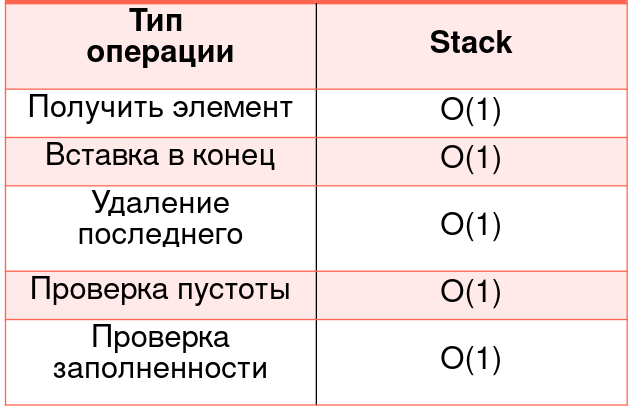 Тип
операции
Stack
Получить элемент
O(1)
Вставка в конец
O(1)
Удаление
последнего
O(1)
Проверка пустоты
O(1)
Проверка
заполненности
O(1)